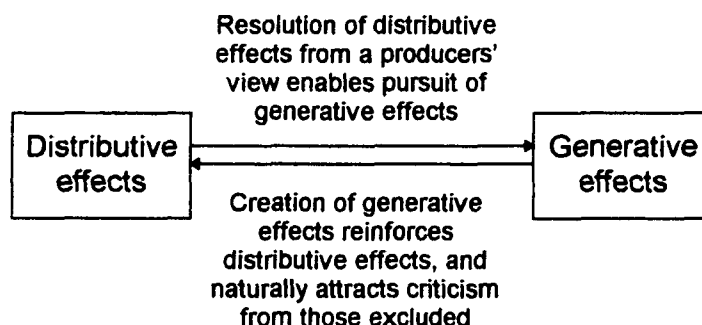 Resolution of distributive
effects from a producers'
view enables pursuit of
generative effects
Distributive
effects
Generative
effects
Creation of generative
effects reinforces
distributive effects, and
naturally attracts criticism
from those excluded